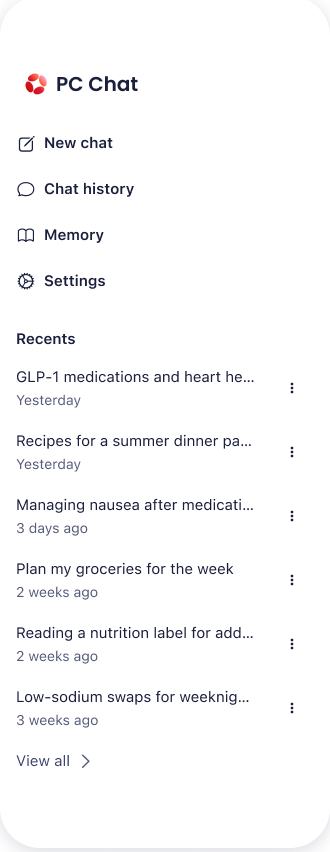 PC Chat
New chat
Chat history
Memory
Settings
Recents
GLP-1 medications and heart he...
Yesterday
Recipes for a summer dinner pa...
Yesterday
Managing nausea after medicati...
3 days ago
Plan my groceries for the week
2 weeks ago
Reading a nutrition label for add...
2 weeks ago
Low-sodium swaps for weeknig...
3 weeks ago
View all